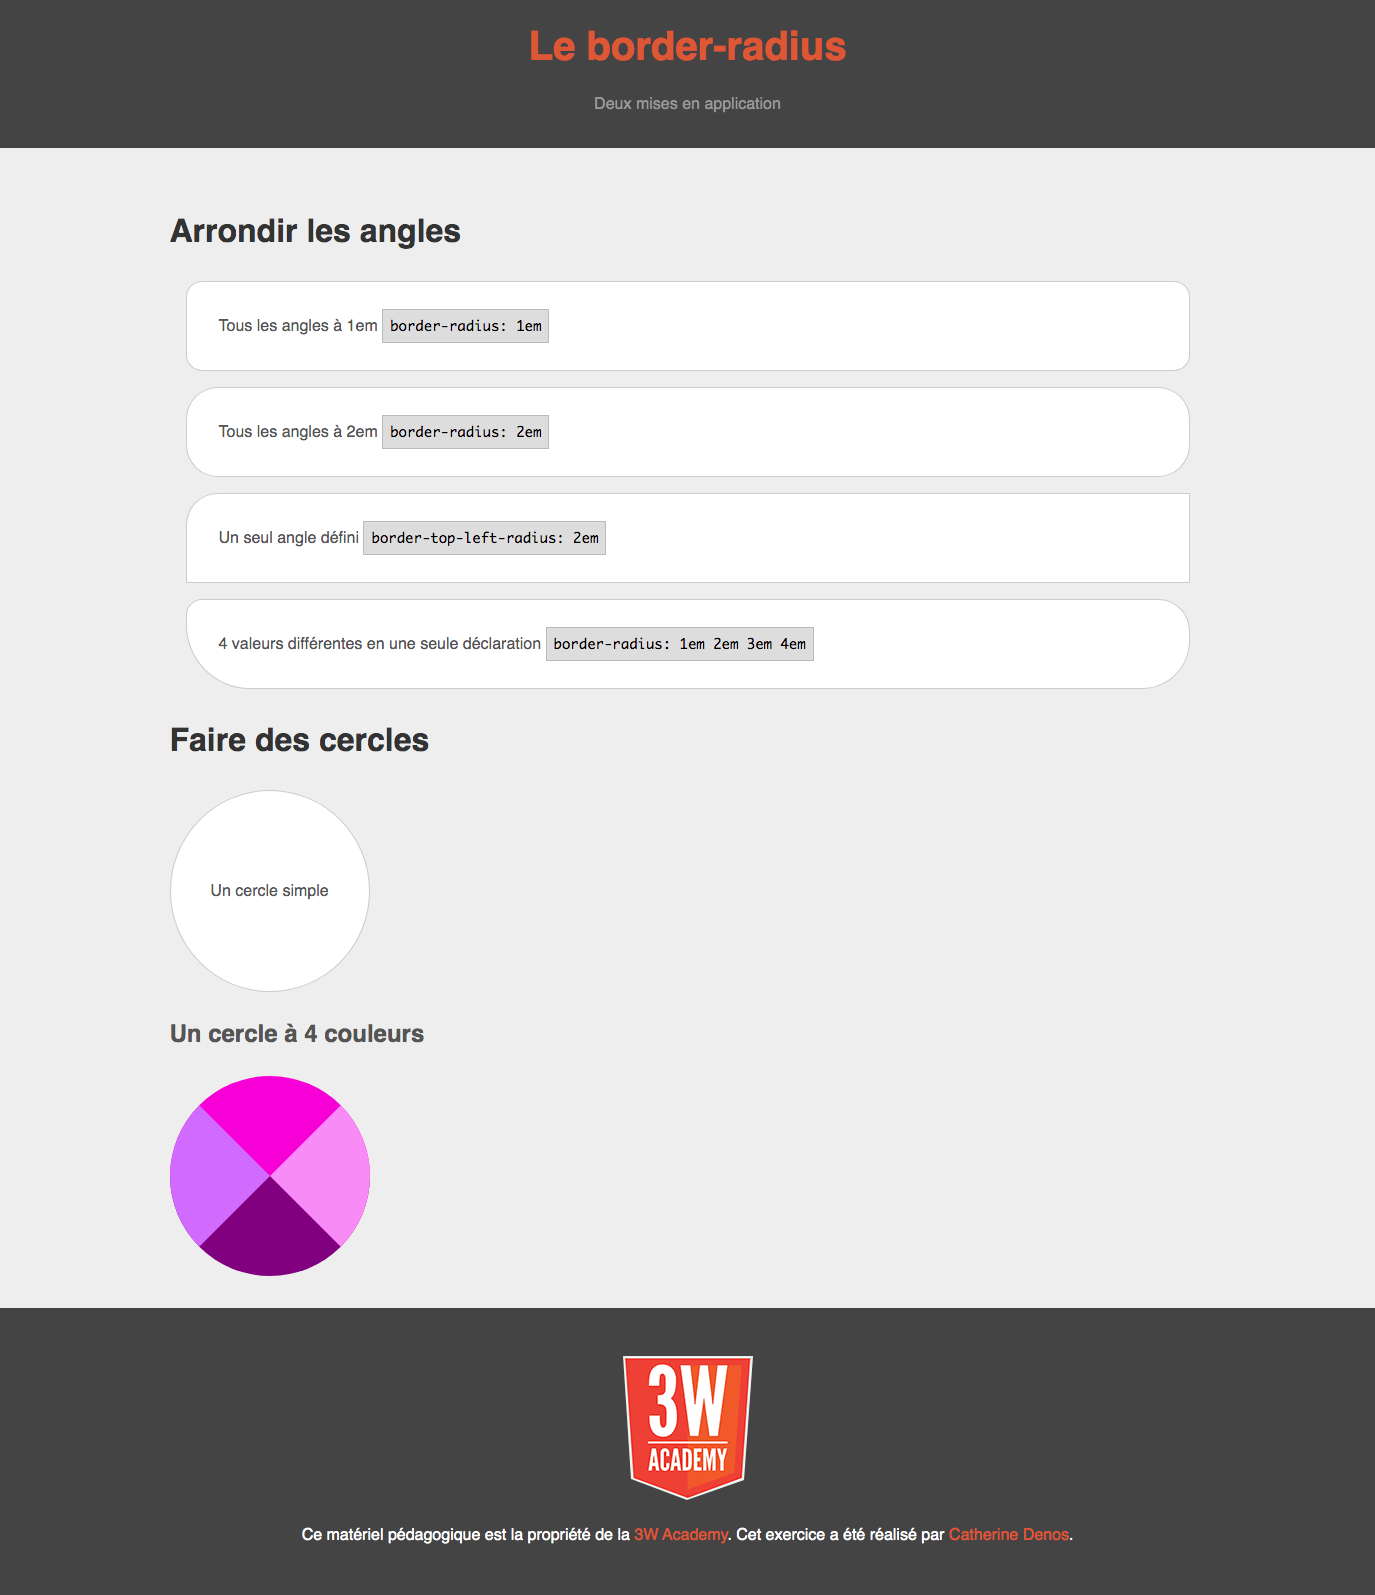 Le border-radius
Deux mises en application
Arrondir les angles
Tous les angles à 1em border-radius: 1em
Tous les angles à 2em border-radius: 2em
Un seul angle défini border-top-left-radius: 2em
4 valeurs différentes en une seule déclaration border-radius: 1em 2em 3em 4em
Faire des cercles
Un cercle simple
Un cercle à 4 couleurs
3W
ACADEMY
Ce matériel pédagogique est la propriété de la 3W Academy. Cet exercice a été réalisé par Catherine Denos.